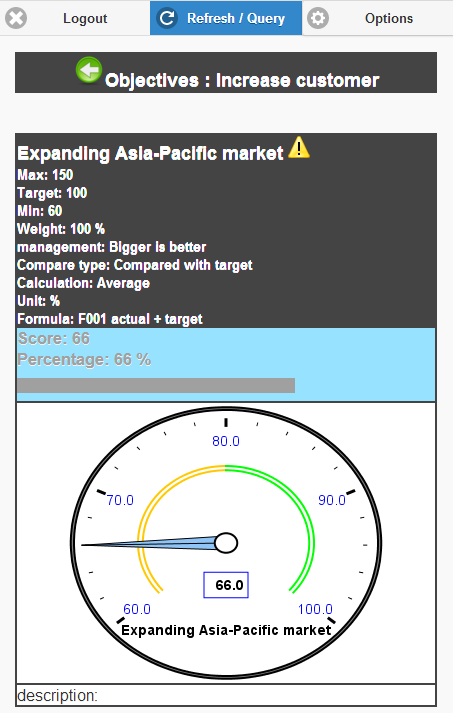 Logout Refresh / Query Options
Objectives : Increase customer
Expanding Asia-Pacific market
Max: 150
Target: 100
Min: 60
Weight: 100 %
management: Bigger is better
Compare type: Compared with target
Calculation: Average
Unit: %
Formula: F001 actual + target
Score: 66
Percentage: 66 %
80.0
70.0 90.0
66.0
60.0 100.0
Expanding Asia-Pacific market
description: